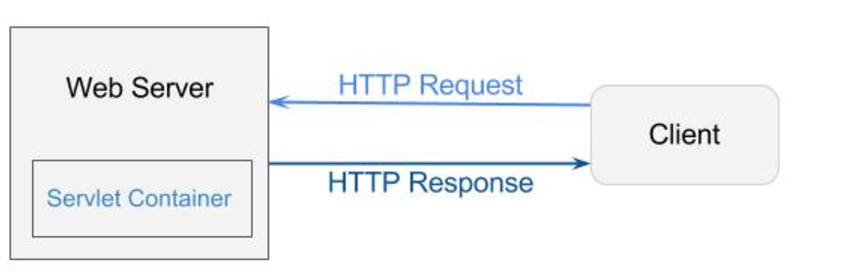 Web Server
HTTP Request
Client
Servlet Container
HTTP Response